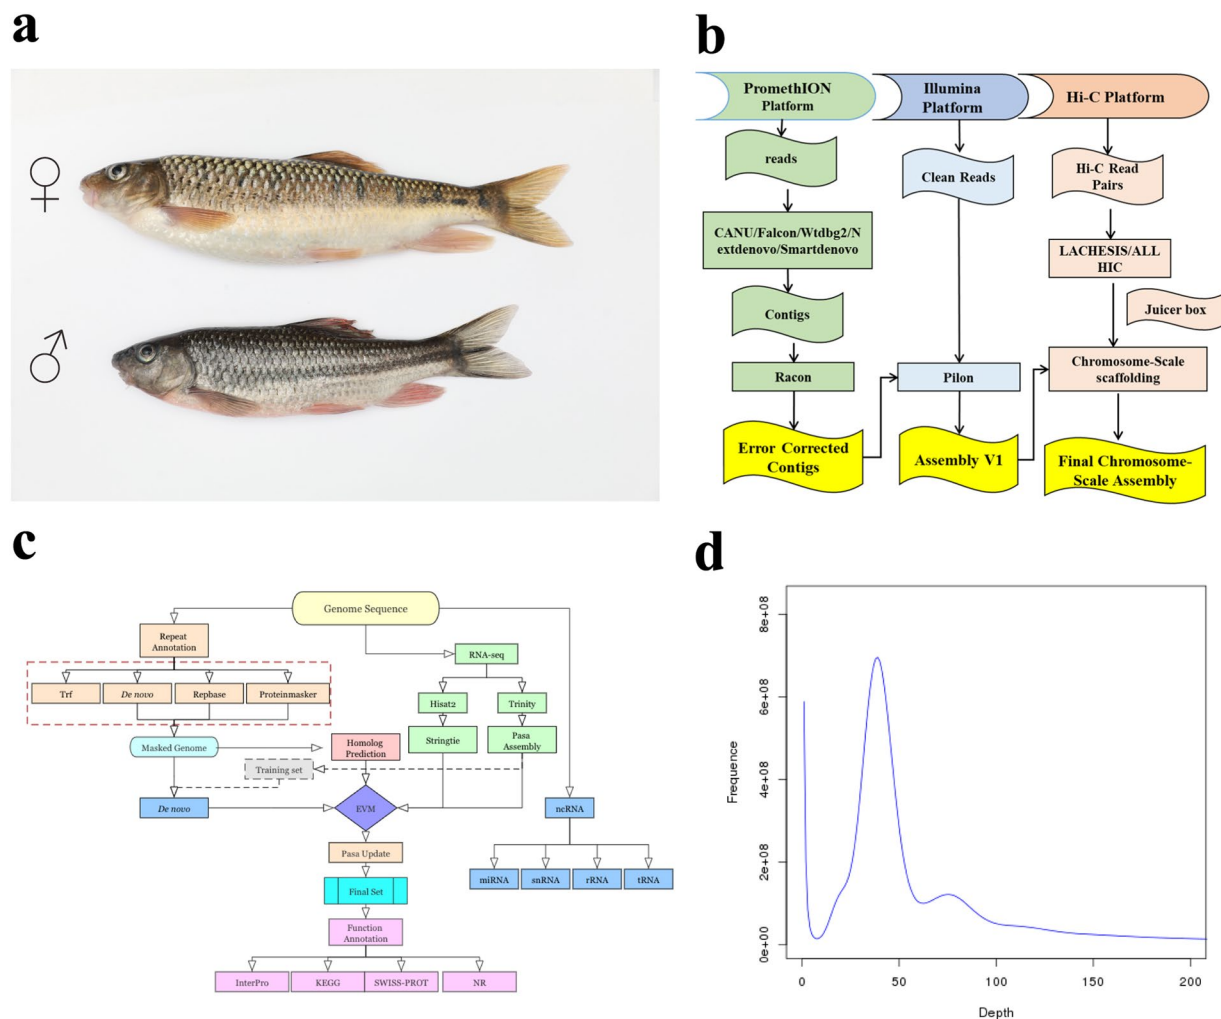 a
b
PromethION
Platform
Illumina
Platform
Hi-C Platform
reads
Clean Reads
Hi-C Read
Pairs
CANU/Falcon/Wtdbg2/N
extdenovo/Smartdenovo
LACHESIS/ALL
HIC
Contigs
Juicer box
Racon
Pilon
Chromosome-Scale
scaffolding
Error Corrected
Contigs
Assembly V1
Final Chromosome-
Scale Assembly
♀
♂
c
Genome Sequence
Repeat
Annotation
RNA-seq
Trf
De novo
Repbase
Proteinmasker
Hisat2
Trinity
Masked Genome
Homolog
Prediction
Stringtie
Pasa
Assembly
Training set
De novo
EVM
ncRNA
Pasa Update
miRNA
snRNA
rRNA
tRNA
Final Set
Function
Annotation
InterPro
KEGG
SWISS-PROT
NR
d
Frequence
8e+08
6e+08
4e+08
2e+08
0e+00
0
50
100
150
200
Depth